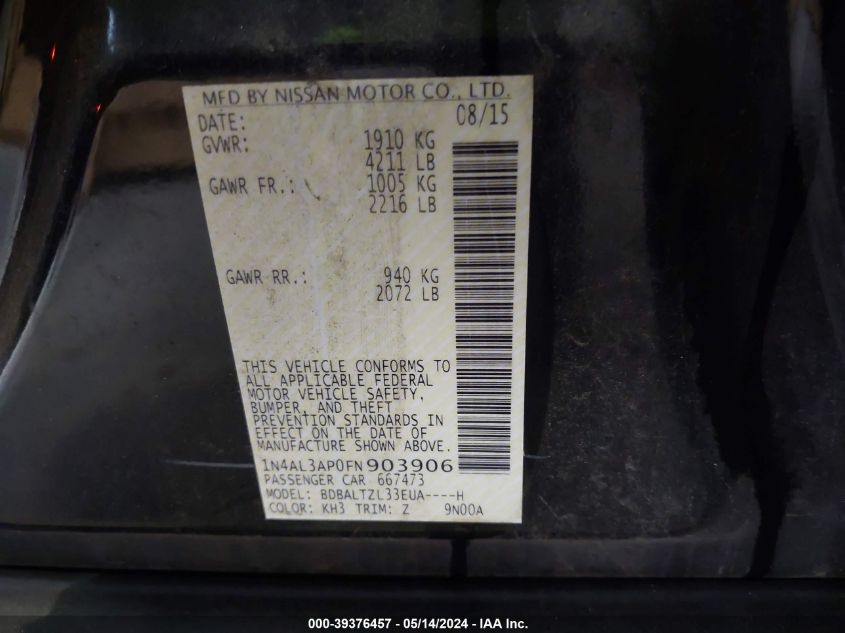 MFD BY NISSAN MOTOR CO., LTD.
DATE: 08/15
GVWR: 1910 KG
4211 LB
GAWR FR.: 1005 KG
2216 LB
GAWR RR.: 940 KG
2072 LB
THIS VEHICLE CONFORMS TO
ALL APPLICABLE FEDERAL
MOTOR VEHICLE SAFETY,
BUMPER, AND THEFT
PREVENTION STANDARDS IN
EFFECT ON THE DATE OF
MANUFACTURE SHOWN ABOVE.
1N4AL3AP0FN903906
PASSENGER CAR 667473
MODEL: BDBALTZL33EUA----H
COLOR: KH3 TRIM: Z 9N00A
000-39376457 - 05/14/2024 - IAA Inc.